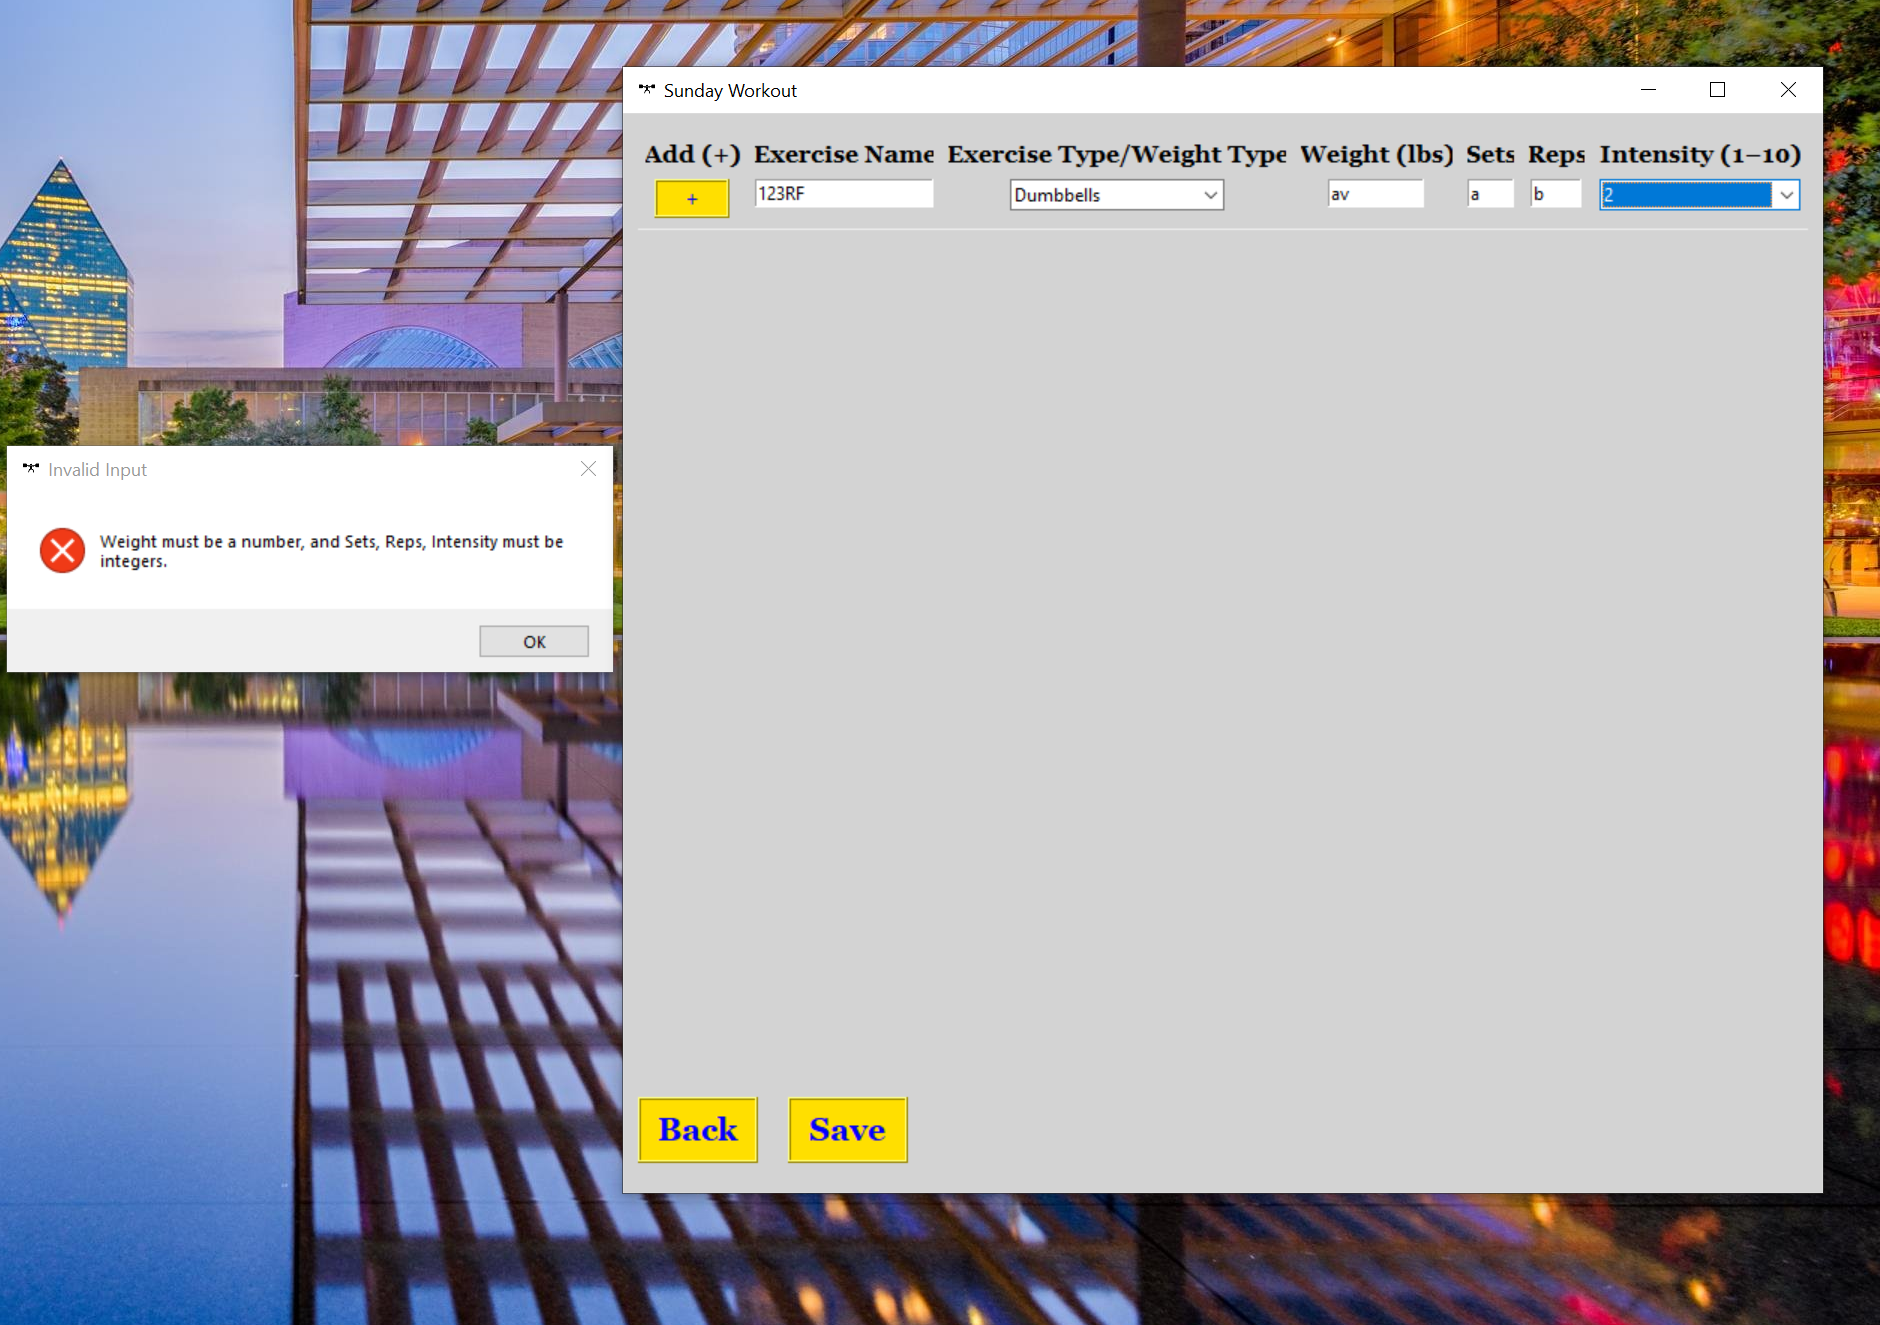 Sunday Workout
Add (+) Exercise Name Exercise Type/Weight Type Weight (lbs) Sets Reps Intensity (1-10)
+ 123RF Dumbbells av a b 2
Invalid Input
Weight must be a number, and Sets, Reps, Intensity must be
integers.
OK
Back Save